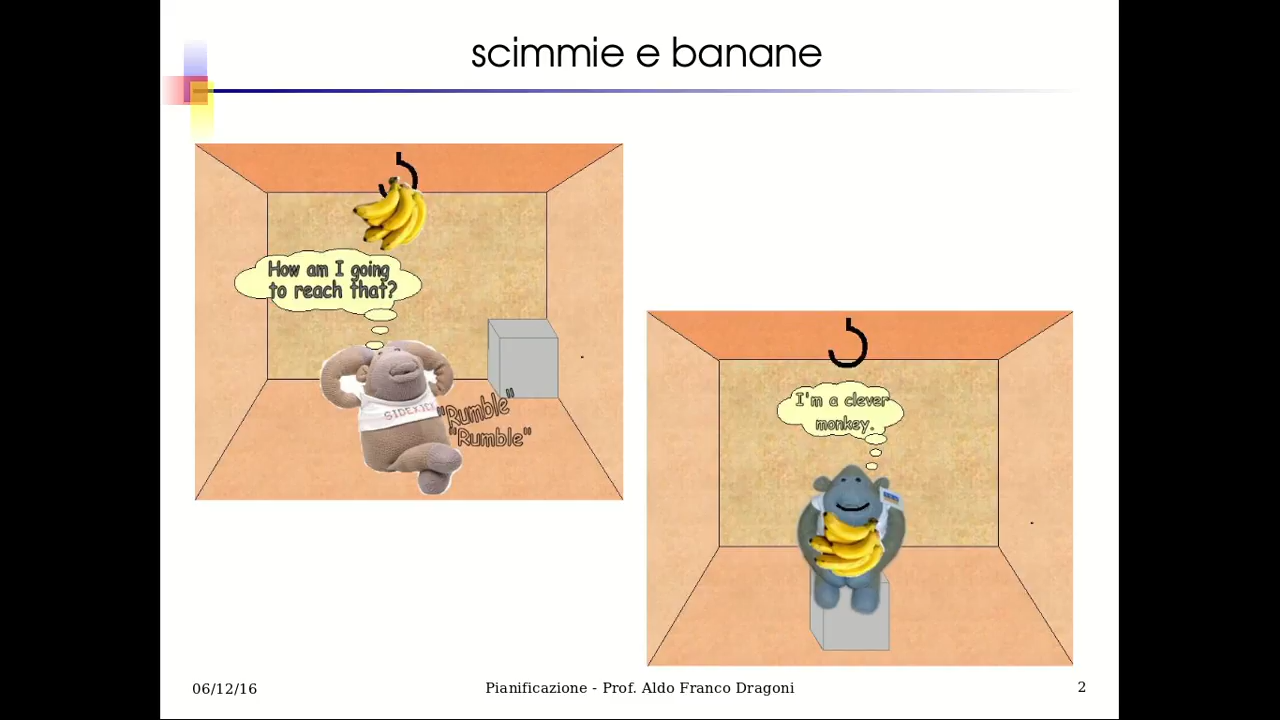 scimmie e banane
How am I going
to reach that?
SIDEKICK
"Rumble"
"Rumble"
I'm a clever
monkey.
06/12/16
Pianificazione - Prof. Aldo Franco Dragoni
2